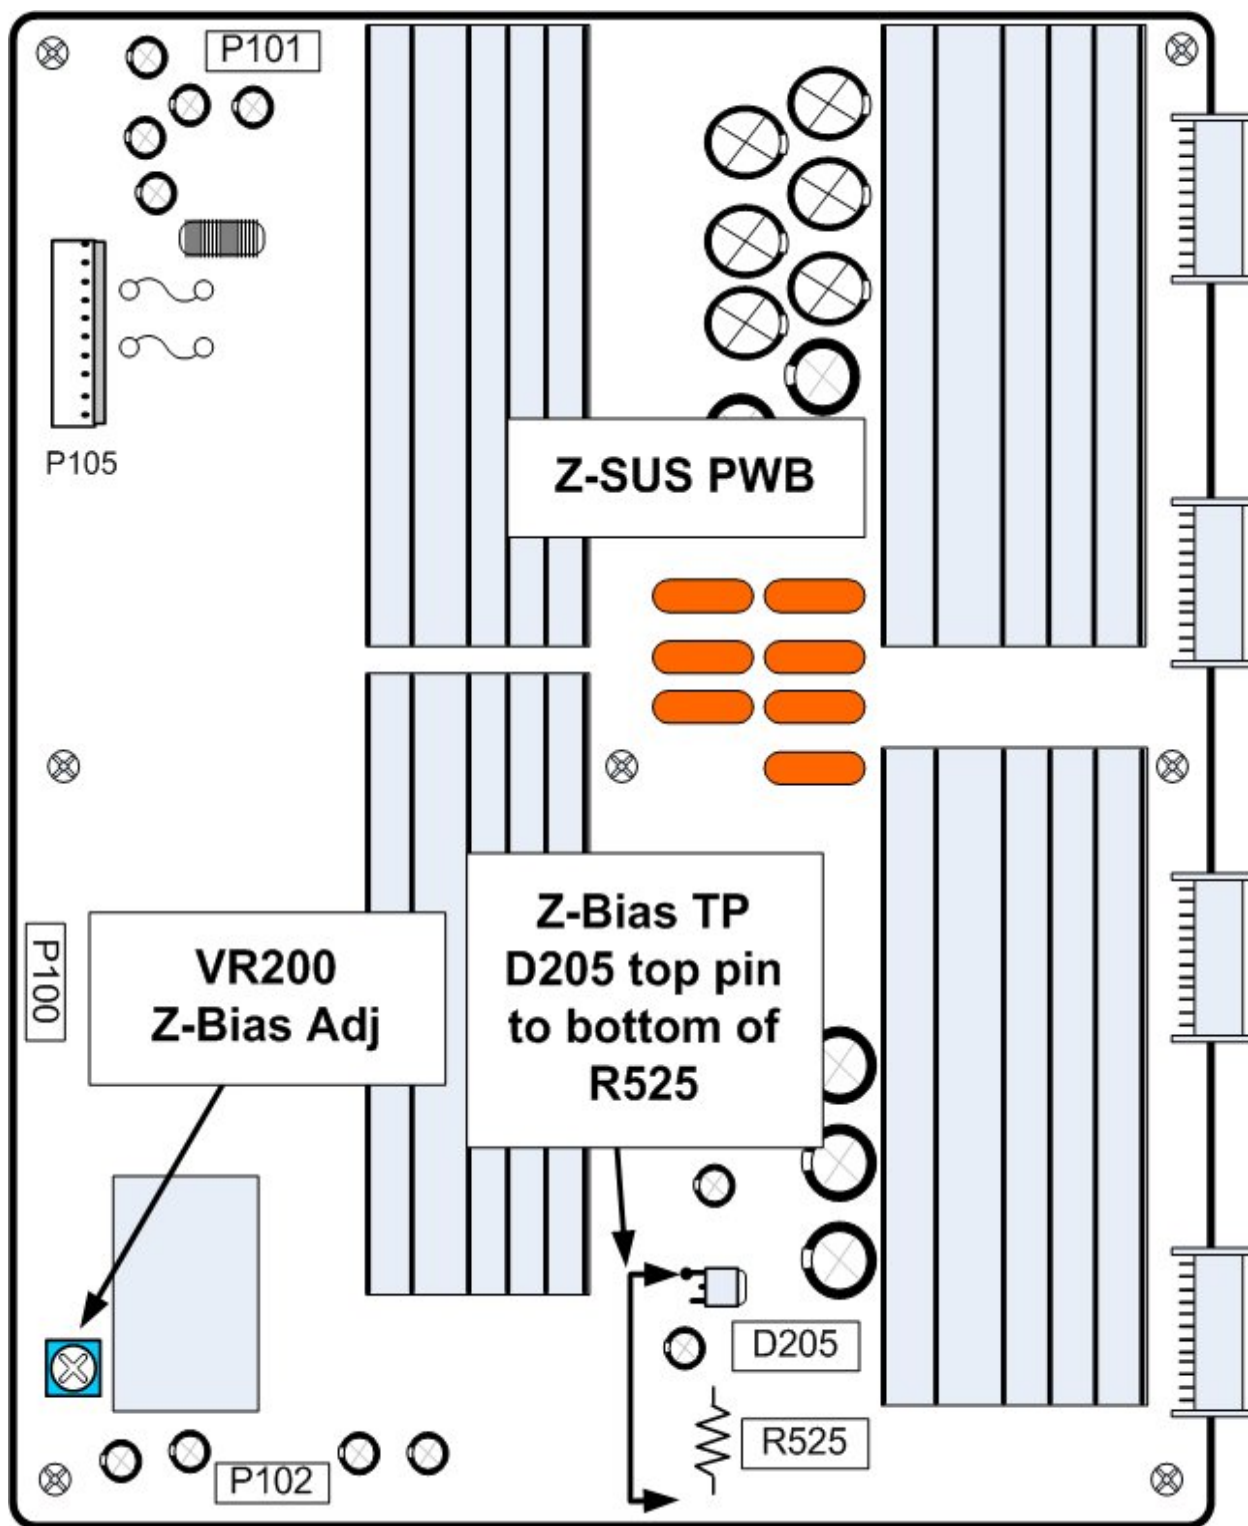 P101
P105
Z-SUS PWB
P100
VR200
Z-Bias Adj
Z-Bias TP
D205 top pin
to bottom of
R525
D205
R525
P102